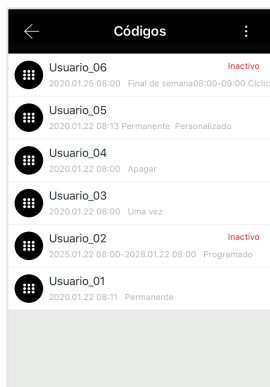 Códigos
Usuario_06 Inactivo
2020.01.25 08:00 Final de semana08:00-09:00 Cíclic
Usuario_05
2020.01.22 08:13 Permanente Personalizado
Usuario_04
2020.01.22 08:00 Apagar
Usuario_03
2020.01.22 08:00 Uma vez
Usuario_02 Inactivo
2025.01.22 08:00-2028.01.22 08:00 Programado
Usuario_01
2020.01.22 08:11 Permanente